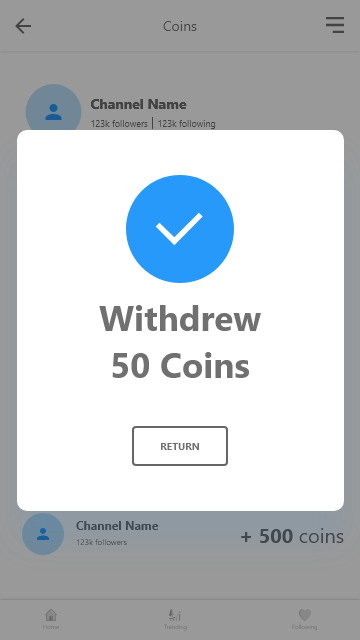 Coins
Channel Name
123k followers | 123k following
Withdrew
50 Coins
RETURN
Channel Name
+ 500 coins
123k followers
Home
Trending
Following